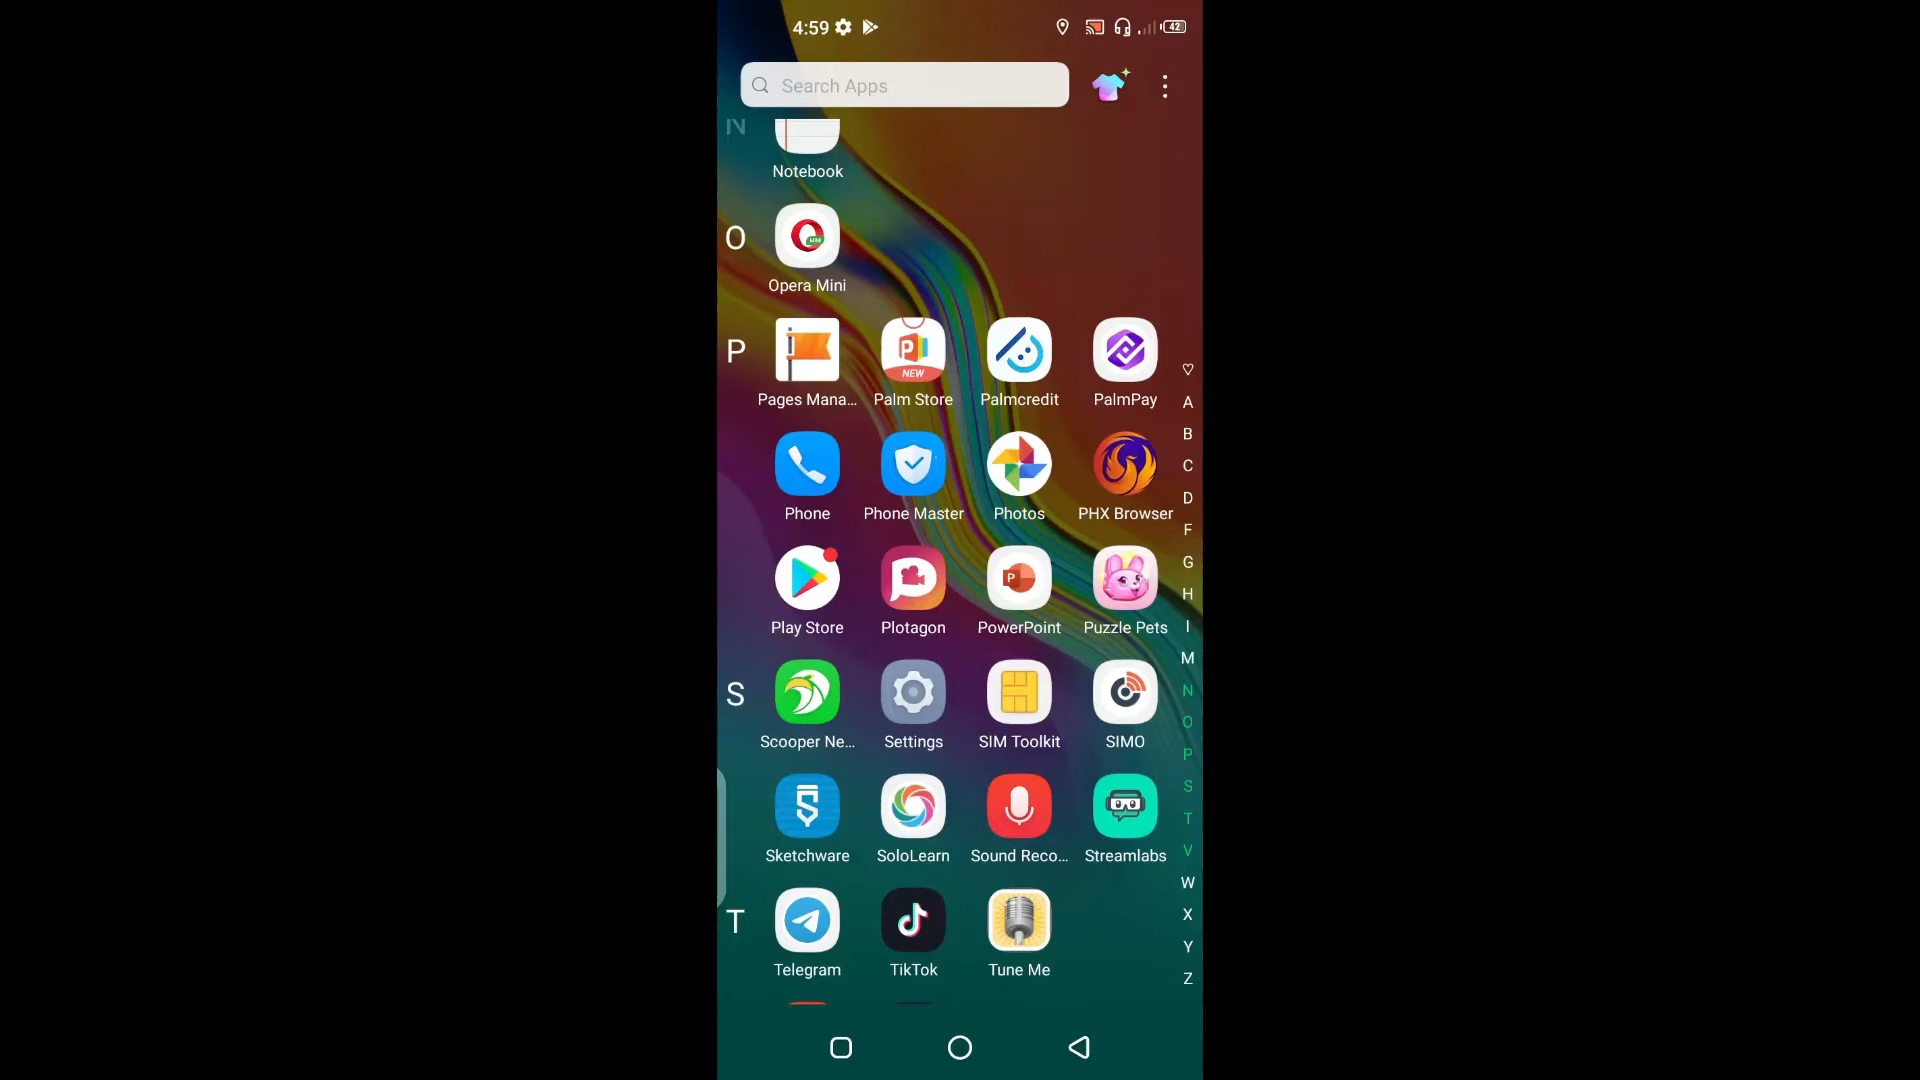 4:59
42
Search Apps
N
Notebook
O
Opera Mini
P
NEW
Pages Mana... Palm Store Palmcredit PalmPay
Phone Phone Master Photos PHX Browser
P
Play Store Plotagon PowerPoint Puzzle Pets
S
Scooper Ne... Settings SIM Toolkit SIMO
Sketchware SoloLearn Sound Reco... Streamlabs
T
Telegram TikTok Tune Me
A
B
C
D
F
G
H
I
M
N
O
P
S
T
V
W
X
Y
Z